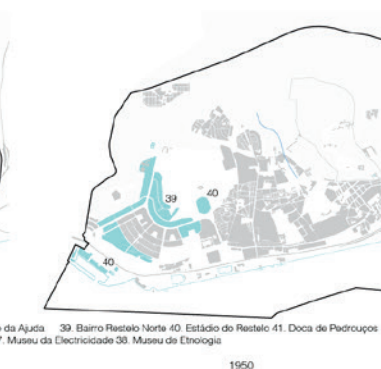 39
40
40
e da Ajuda 39. Bairro Restelo Norte 40. Estádio do Restelo 41. Doca de Pedrouços
7. Museu da Electricidade 38. Museu de Etnologia
1950